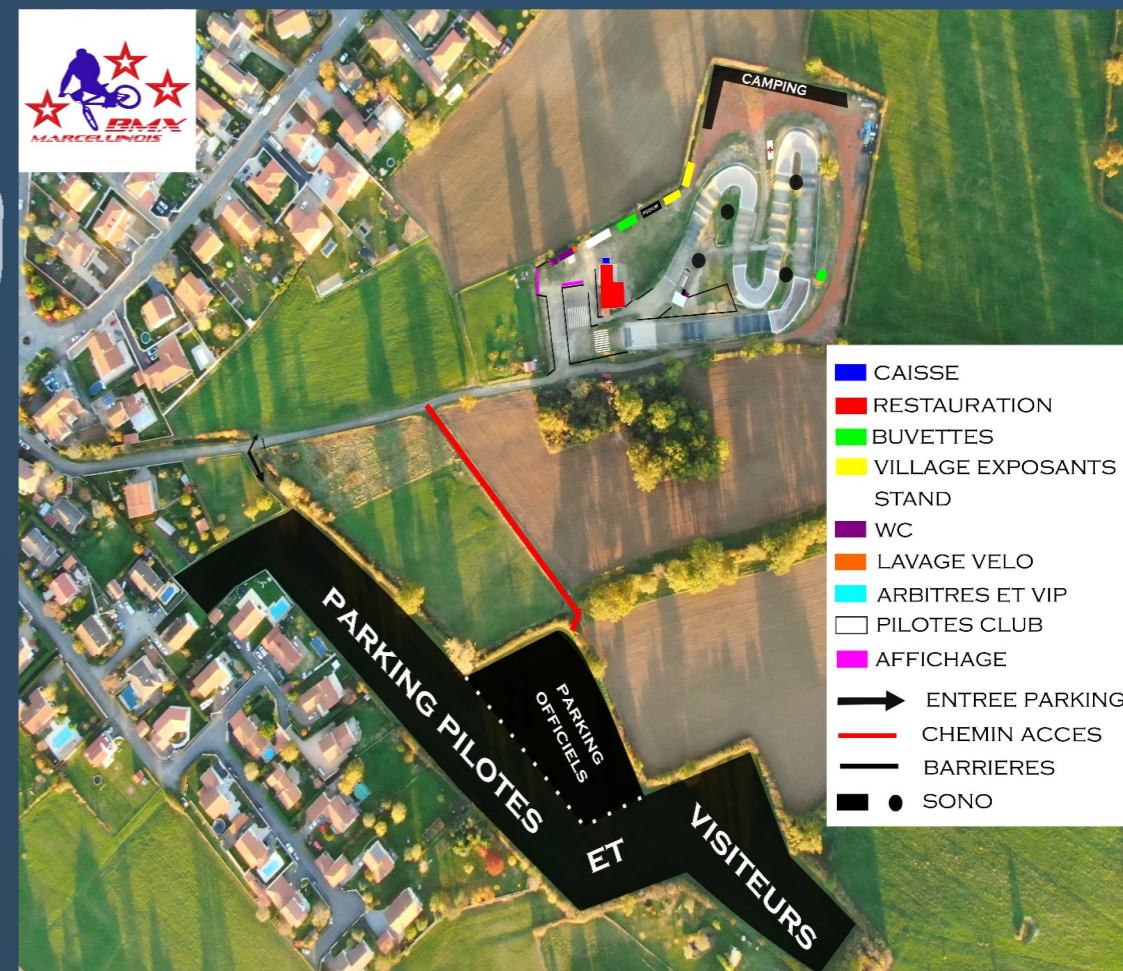 BMX
MARCELLINOIS
CAMPING
PODIUM
CAISSE
RESTAURATION
BUVETTES
VILLAGE EXPOSANTS
STAND
WC
LAVAGE VELO
ARBITRES ET VIP
PILOTES CLUB
AFFICHAGE
ENTREE PARKING
CHEMIN ACCES
BARRIERES
SONO
PARKING PILOTES
ET
VISITEURS
PARKING
OFFICIELS